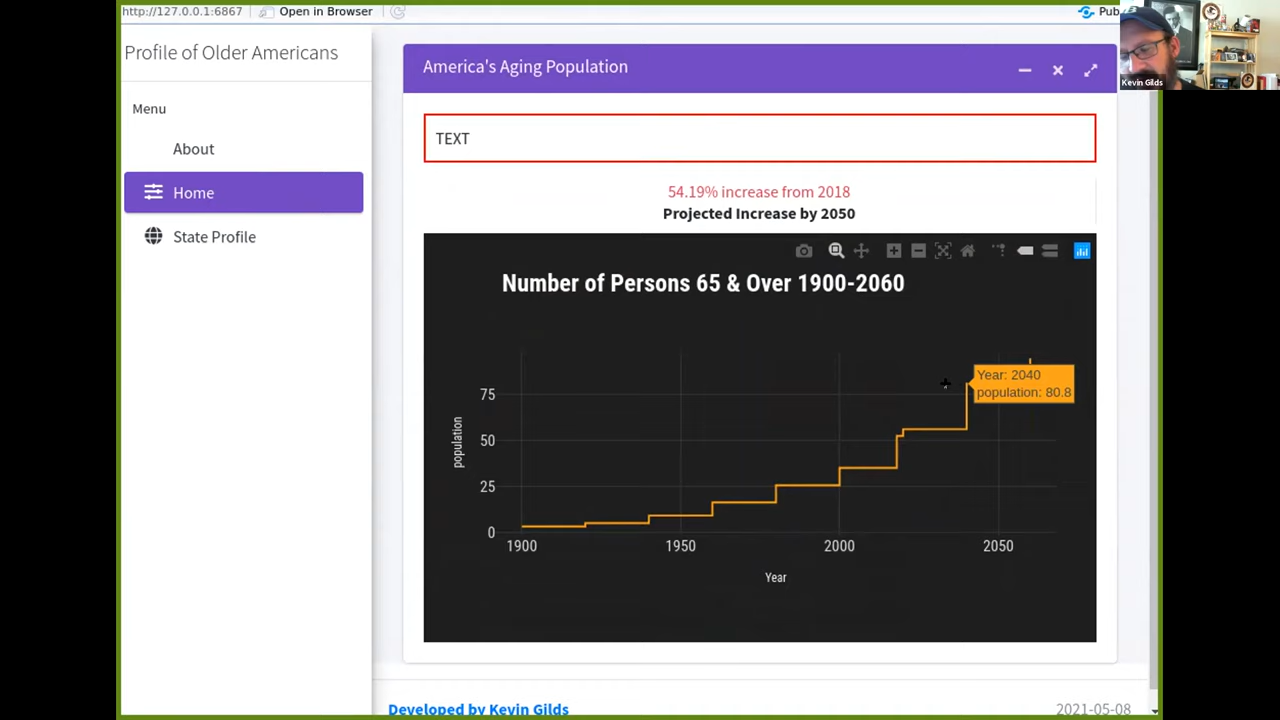 http://127.0.0.1:6867
Open in Browser
Pub
Kevin Gilds
Profile of Older Americans
Menu
About
Home
State Profile
America's Aging Population
TEXT
54.19% increase from 2018
Projected Increase by 2050
Number of Persons 65 & Over 1900-2060
Year: 2040
population: 80.8
population
75
50
25
0
1900
1950
2000
2050
Year
Developed by Kevin Gilds
2021-05-08